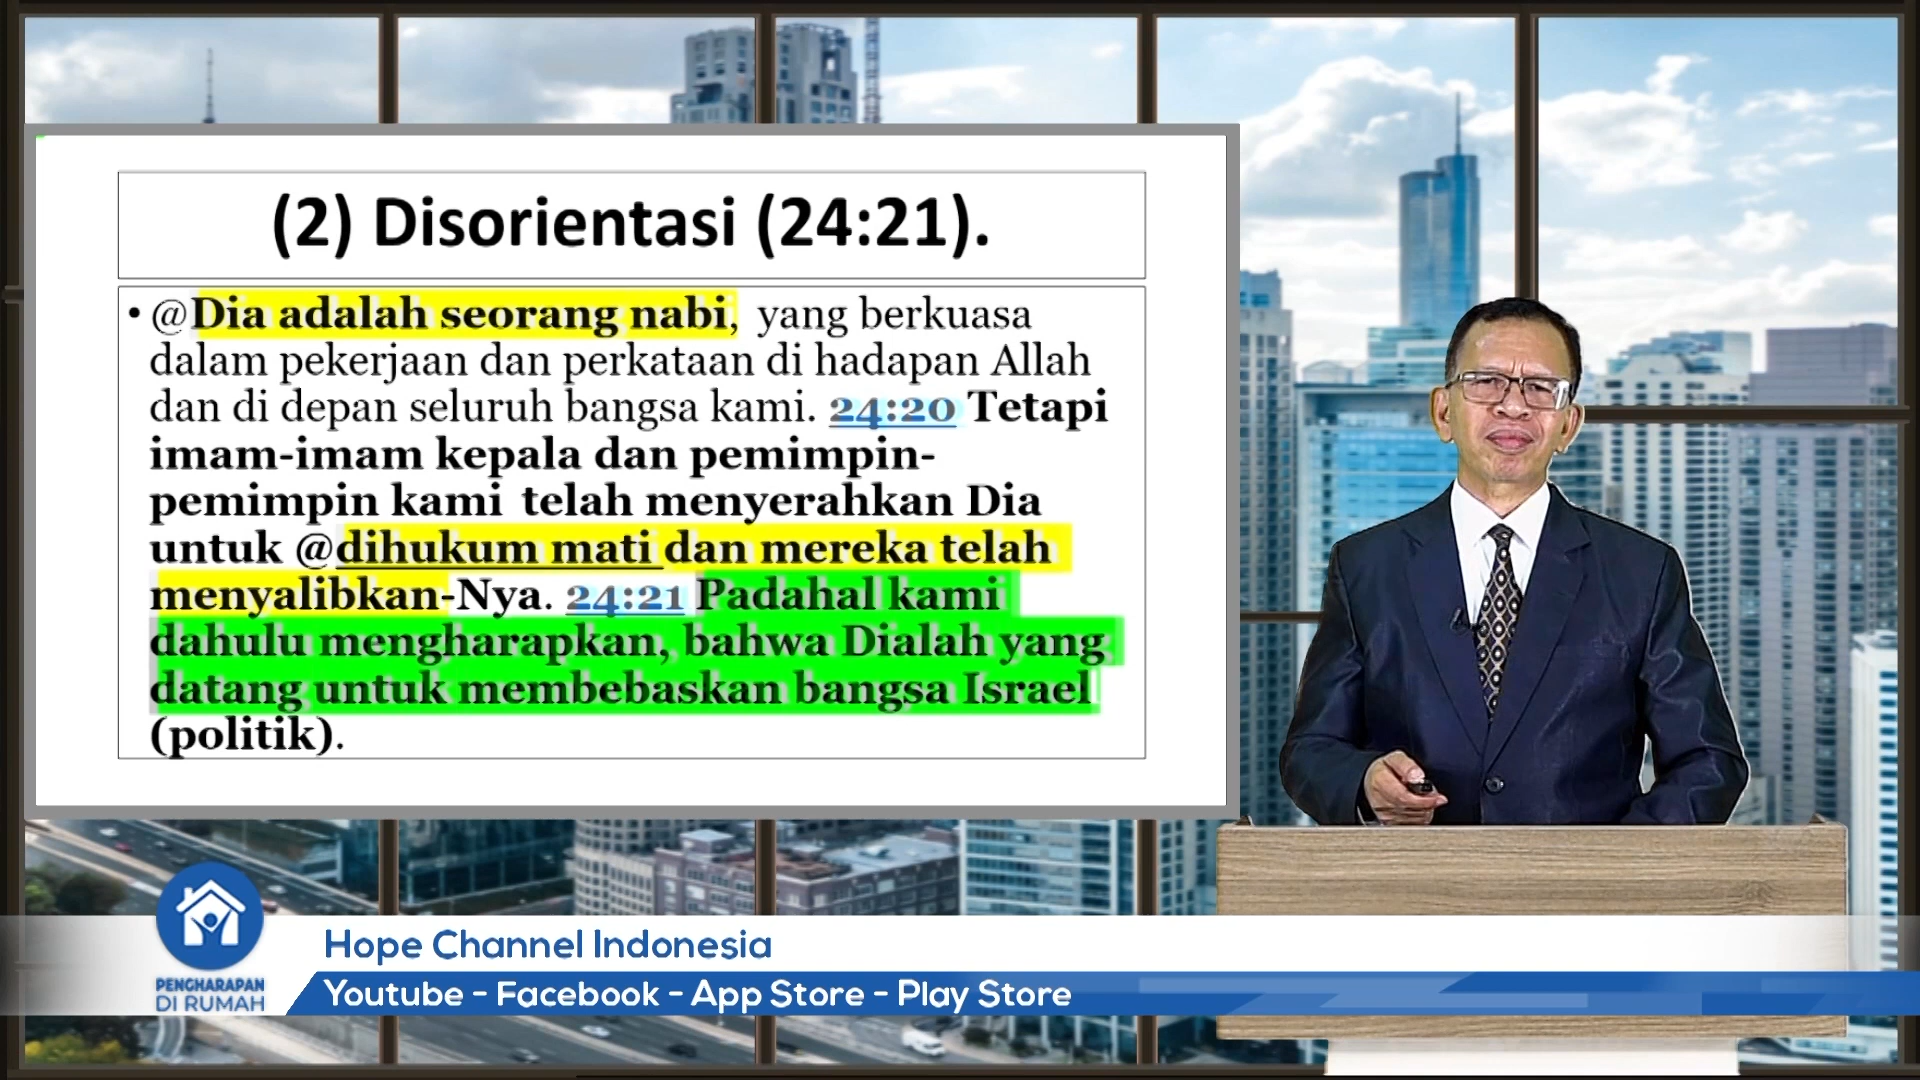 (2) Disorientasi (24:21).
• @Dia adalah seorang nabi, yang berkuasa
dalam pekerjaan dan perkataan di hadapan Allah
dan di depan seluruh bangsa kami. 24:20 Tetapi
imam-imam kepala dan pemimpin-
pemimpin kami telah menyerahkan Dia
untuk @dihukum mati dan mereka telah
menyalibkan-Nya. 24:21 Padahal kami
dahulu mengharapkan, bahwa Dialah yang
datang untuk membebaskan bangsa Israel
(politik).
PENGHARAPAN
DI RUMAH
Hope Channel Indonesia
Youtube - Facebook - App Store - Play Store